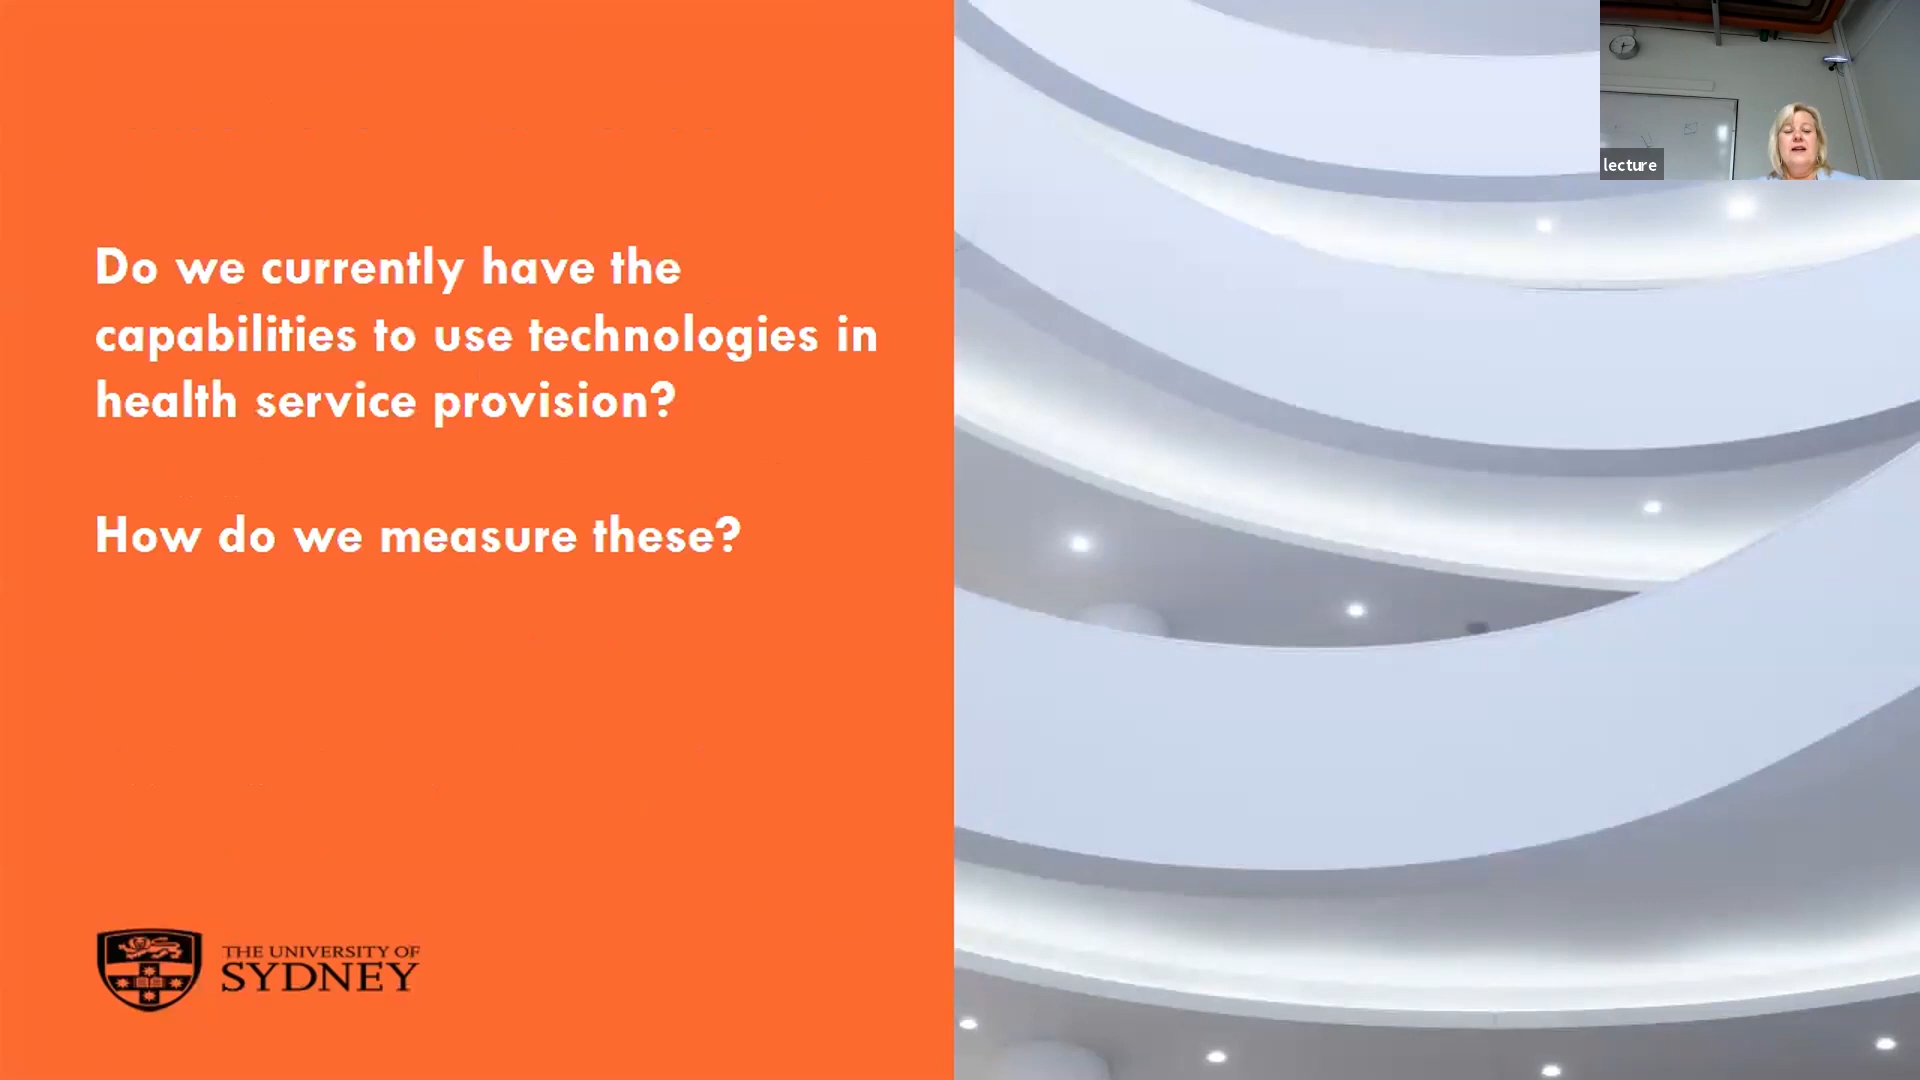 Do we currently have the
capabilities to use technologies in
health service provision?
How do we measure these?
THE UNIVERSITY OF
SYDNEY
lecture